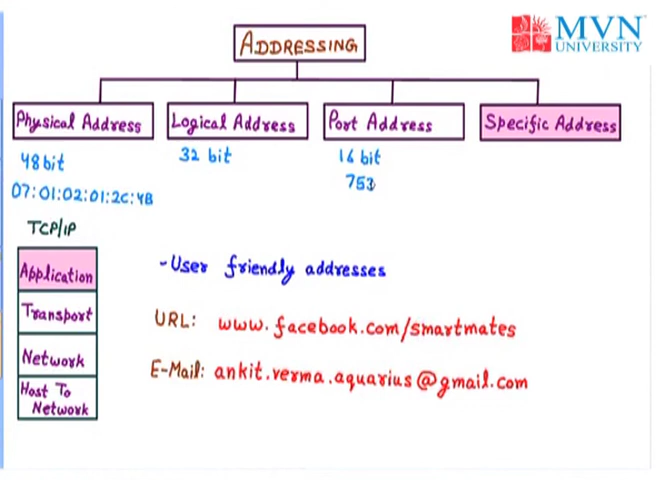 MVN
UNIVERSITY
ADDRESSING
Physical Address
Logical Address
Port Address
Specific Address
48bit
32 bit
16 bit
07:01:02:01:2C:4B
753
TCP/IP
Application
- User friendly addresses
Transport
URL: www.facebook.com/smartmates
Network
E-Mail: ankit.verma.aquarius@gmail.com
Host To
Network